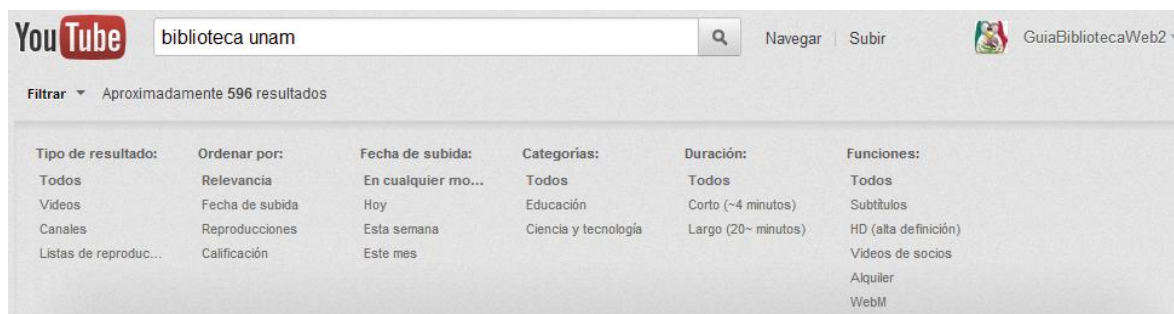 YouTube biblioteca unam Navegar Subir GuiaBibliotecaWeb2
Filtrar Aproximadamente 596 resultados
Tipo de resultado:
Todos
Videos
Canales
Listas de reproduc...
Ordenar por:
Relevancia
Fecha de subida
Reproducciones
Calificación
Fecha de subida:
En cualquier mo...
Hoy
Esta semana
Este mes
Categorías:
Todos
Educación
Ciencia y tecnología
Duración:
Todos
Corto (~4 minutos)
Largo (20~ minutos)
Funciones:
Todos
Subtítulos
HD (alta definición)
Videos de socios
Alquiler
WebM